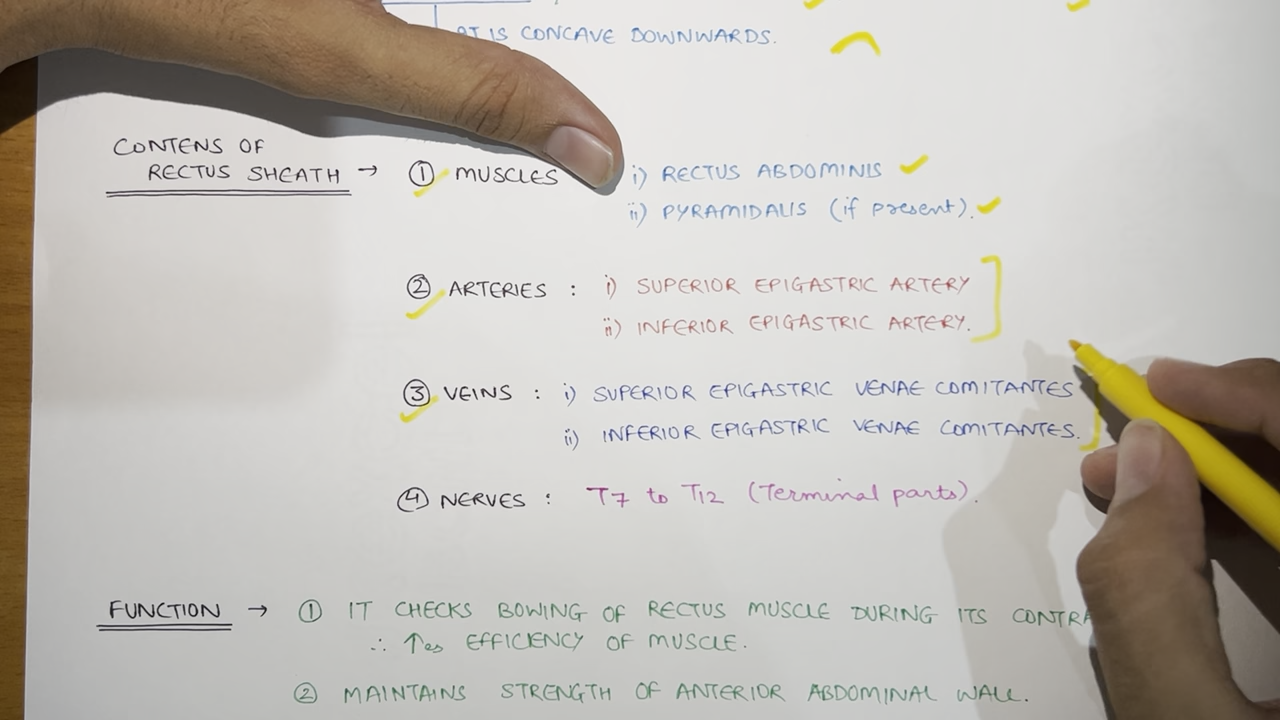 IS CONCAVE DOWNWARDS.
CONTENS OF
RECTUS SHEATH → ① MUSCLES i) RECTUS ABDOMINIS
ii) PYRAMIDALIS (if present).
② ARTERIES : i) SUPERIOR EPIGASTRIC ARTERY
ii) INFERIOR EPIGASTRIC ARTERY.
③ VEINS : i) SUPERIOR EPIGASTRIC VENAE COMITANTES
ii) INFERIOR EPIGASTRIC VENAE COMITANTES.
④ NERVES : T7 to T12 (Terminal parts).
FUNCTION → ① IT CHECKS BOWING OF RECTUS MUSCLE DURING ITS
∴ ↑es EFFICIENCY OF MUSCLE.
② MAINTAINS STRENGTH OF ANTERIOR ABDOMINAL WALL.